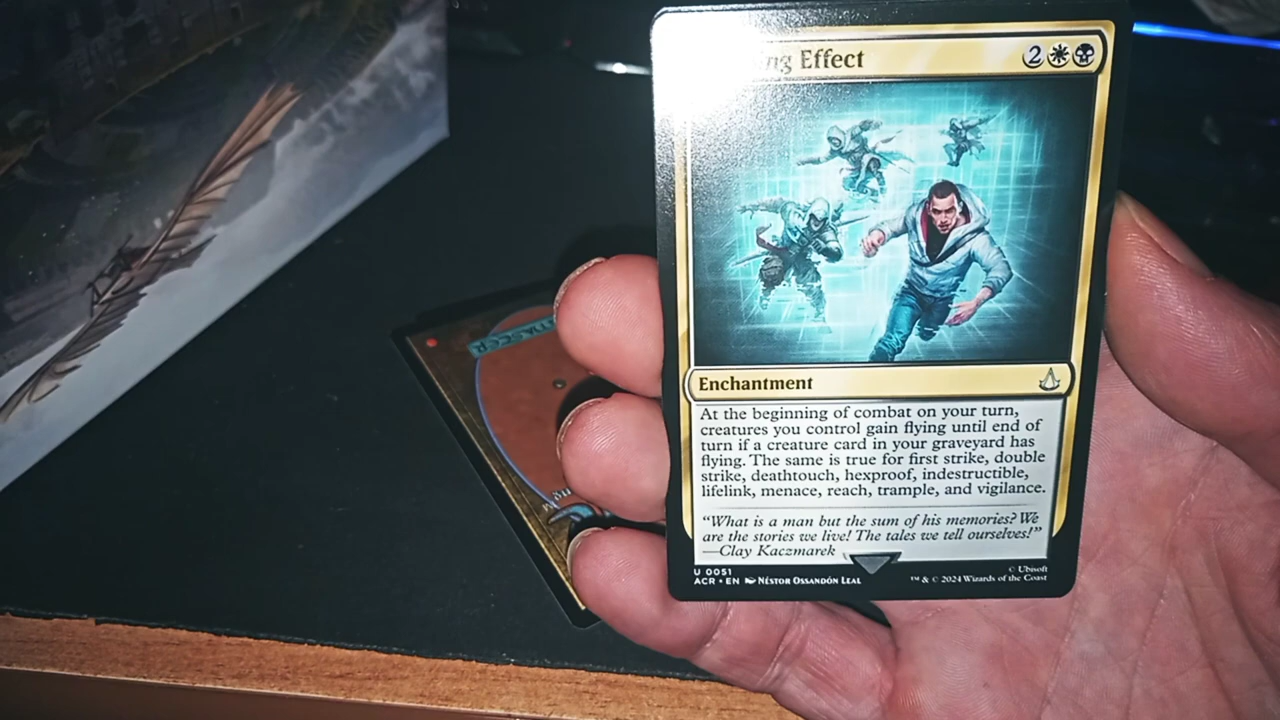 Effect 2
Enchantment
At the beginning of combat on your turn,
creatures you control gain flying until end of
turn if a creature card in your graveyard has
flying. The same is true for first strike, double
strike, deathtouch, hexproof, indestructible,
lifelink, menace, reach, trample, and vigilance.
"What is a man but the sum of his memories? We
are the stories we live! The tales we tell ourselves!"
—Clay Kaczmarek
U 0051
ACR • EN NÉSTOR OSSANDÓN LEAL
© Ubisoft
™ & © 2024 Wizards of the Coast